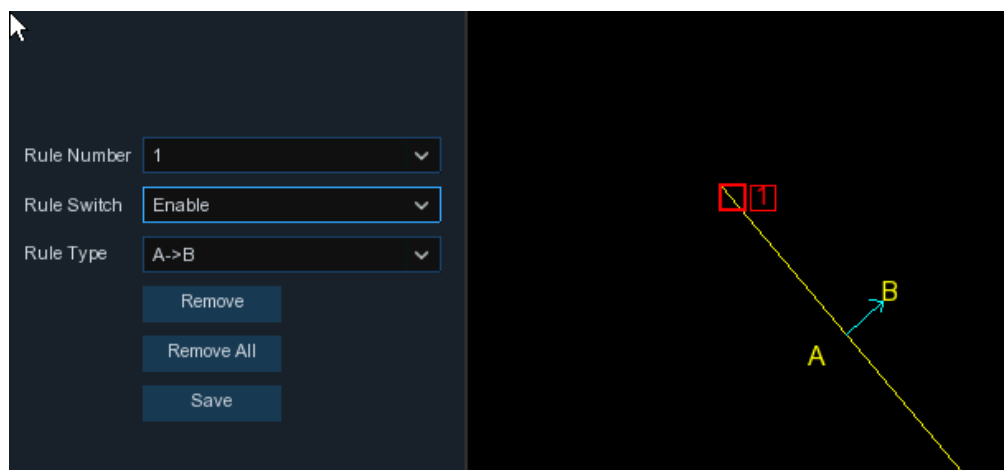 Rule Number 1
Rule Switch Enable
Rule Type A->B
Remove
Remove All
Save
1
B
A